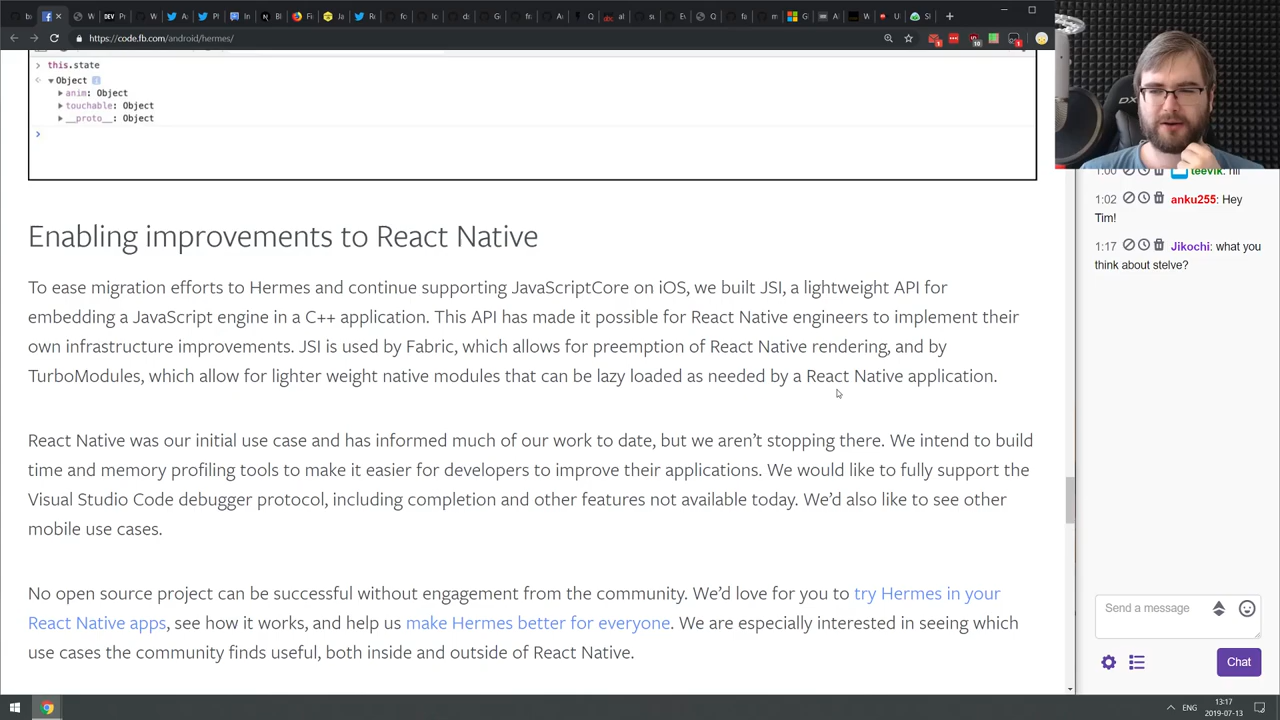 https://code.fb.com/android/hermes/
this.state
Object
anim: Object
touchable: Object
__proto__: Object
Enabling improvements to React Native
To ease migration efforts to Hermes and continue supporting JavaScriptCore on iOS, we built JSI, a lightweight API for
embedding a JavaScript engine in a C++ application. This API has made it possible for React Native engineers to implement their
own infrastructure improvements. JSI is used by Fabric, which allows for preemption of React Native rendering, and by
TurboModules, which allow for lighter weight native modules that can be lazy loaded as needed by a React Native application.
React Native was our initial use case and has informed much of our work to date, but we aren't stopping there. We intend to build
time and memory profiling tools to make it easier for developers to improve their applications. We would like to fully support the
Visual Studio Code debugger protocol, including completion and other features not available today. We'd also like to see other
mobile use cases.
No open source project can be successful without engagement from the community. We'd love for you to try Hermes in your
React Native apps, see how it works, and help us make Hermes better for everyone. We are especially interested in seeing which
use cases the community finds useful, both inside and outside of React Native.
1:00 teevik: hi!
1:02 anku255: Hey
Tim!
1:17 Jikochi: what you
think about stelve?
Send a message
Chat
ENG
13:17
2019-07-13